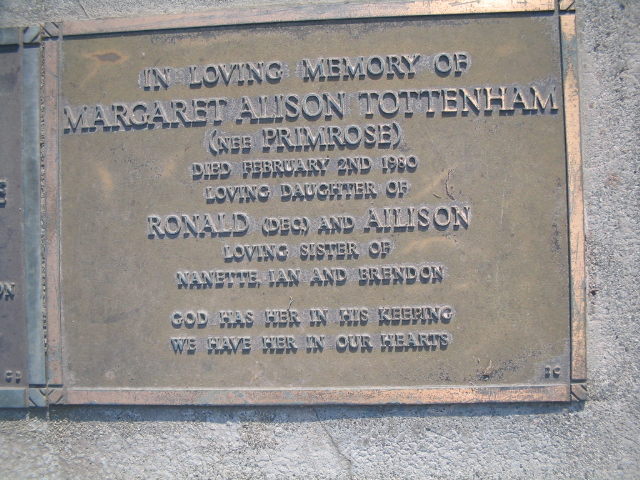 IN LOVING MEMORY OF
MARGARET ALISON TOTTENHAM
(NEE PRIMROSE)
DIED FEBRUARY 2ND 1980
LOVING DAUGHTER OF
RONALD (DEC) AND AILISON
LOVING SISTER OF
NANETTE, IAN AND BRENDON
GOD HAS HER IN HIS KEEPING
WE HAVE HER IN OUR HEARTS